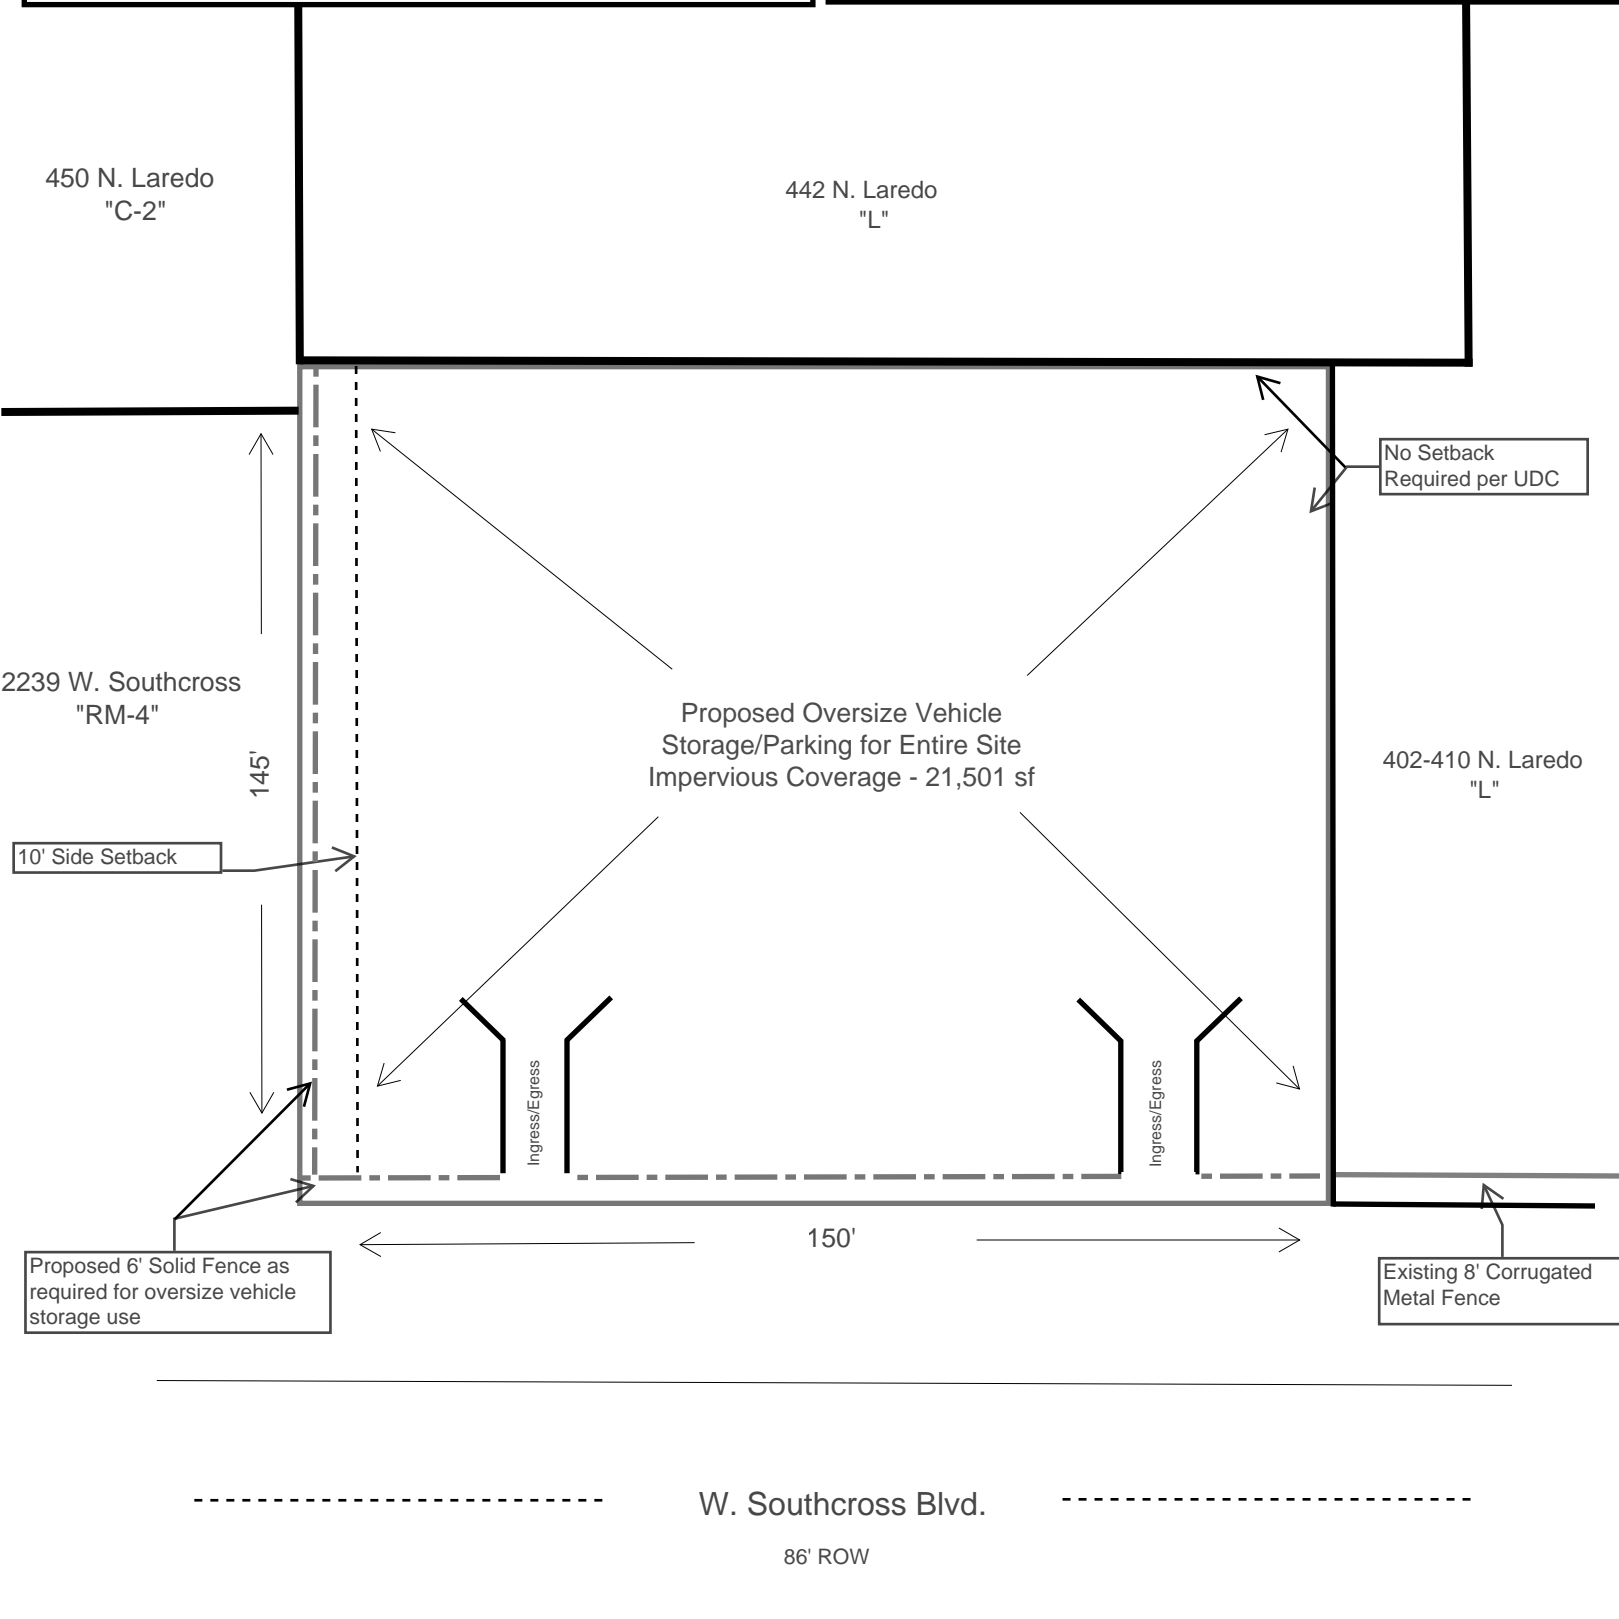 450 N. Laredo
"C-2"
442 N. Laredo
"L"
No Setback
Required per UDC
2239 W. Southcross
"RM-4"
145'
Proposed Oversize Vehicle
Storage/Parking for Entire Site
Impervious Coverage - 21,501 sf
402-410 N. Laredo
"L"
10' Side Setback
Ingress/Egress
Ingress/Egress
150'
Proposed 6' Solid Fence as
required for oversize vehicle
storage use
Existing 8' Corrugated
Metal Fence
W. Southcross Blvd.
86' ROW